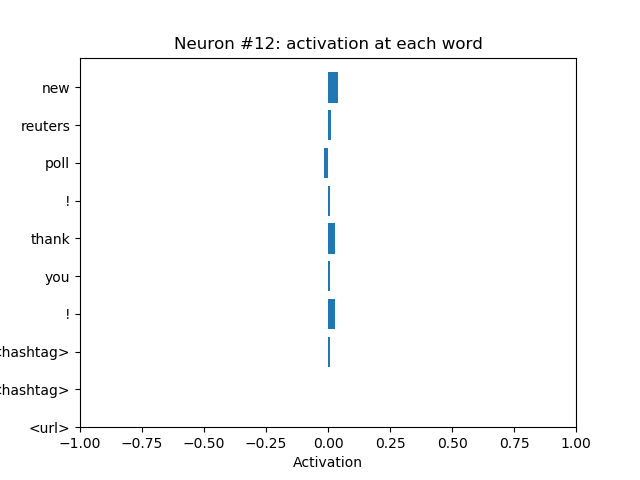 Neuron #12: activation at each word
new
reuters
poll
!
thank
you
!
<hashtag>
<hashtag>
<url>
−1.00 −0.75 −0.50 −0.25 0.00 0.25 0.50 0.75 1.00
Activation